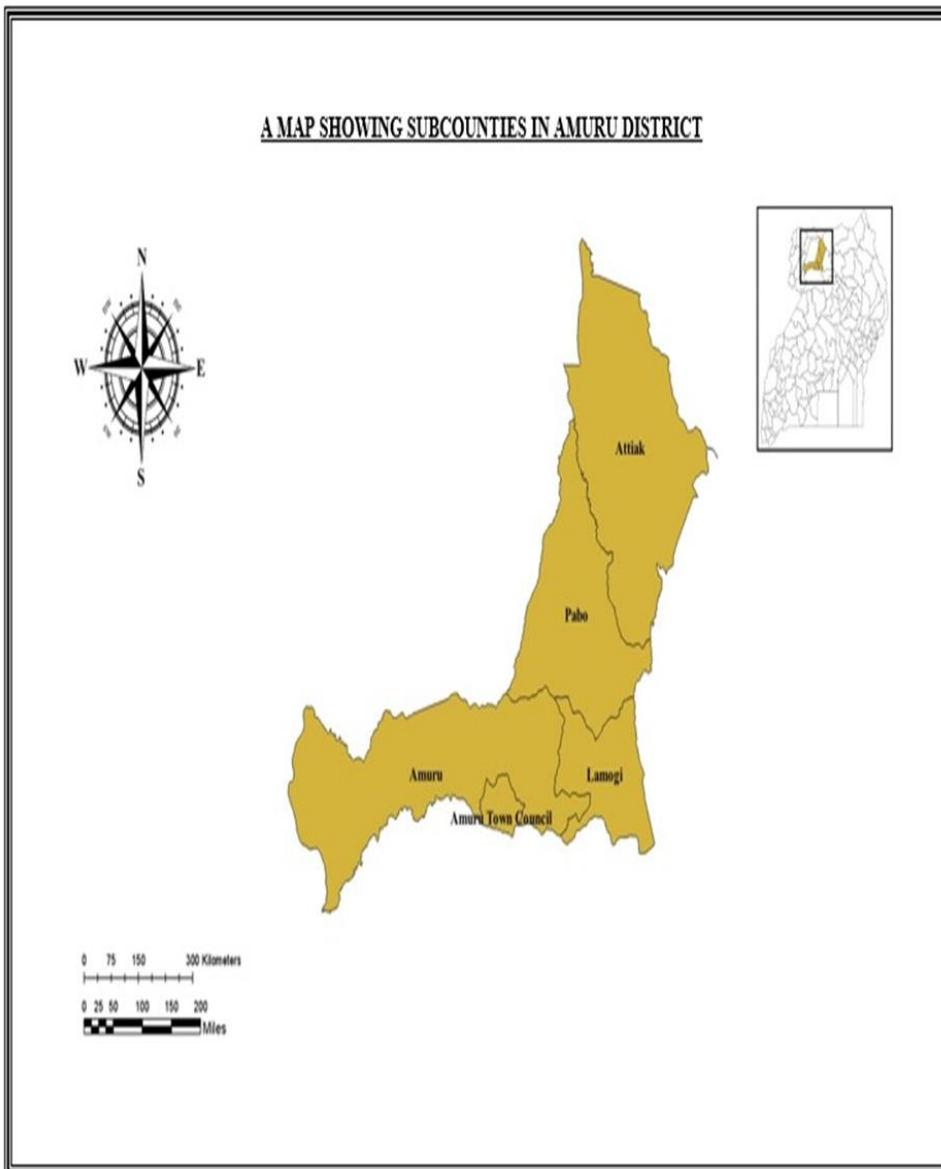 A MAP SHOWING SUBCOUNTIES IN AMURU DISTRICT
N
W
E
S
Attiak
Pabo
Amuru
Lamogi
Amuru Town Council
0 75 150 300 Kilometers
0 25 50 100 150 200
Miles